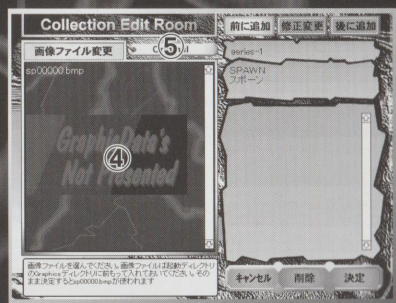 Collection Edit Room
前に追加 修正変更 後に追加
画像ファイル変更
⑤
series-1
sp00000.bmp
SPAWN
スポーン
GraphicData's
Not Presented
④
画像ファイルを選んでください。画像ファイルは起動ディレクトリ
のGraphicsディレクトリに前もって入れておいてください。その
まま決定するとsp00000.bmpが使われます
キャンセル 削除 決定